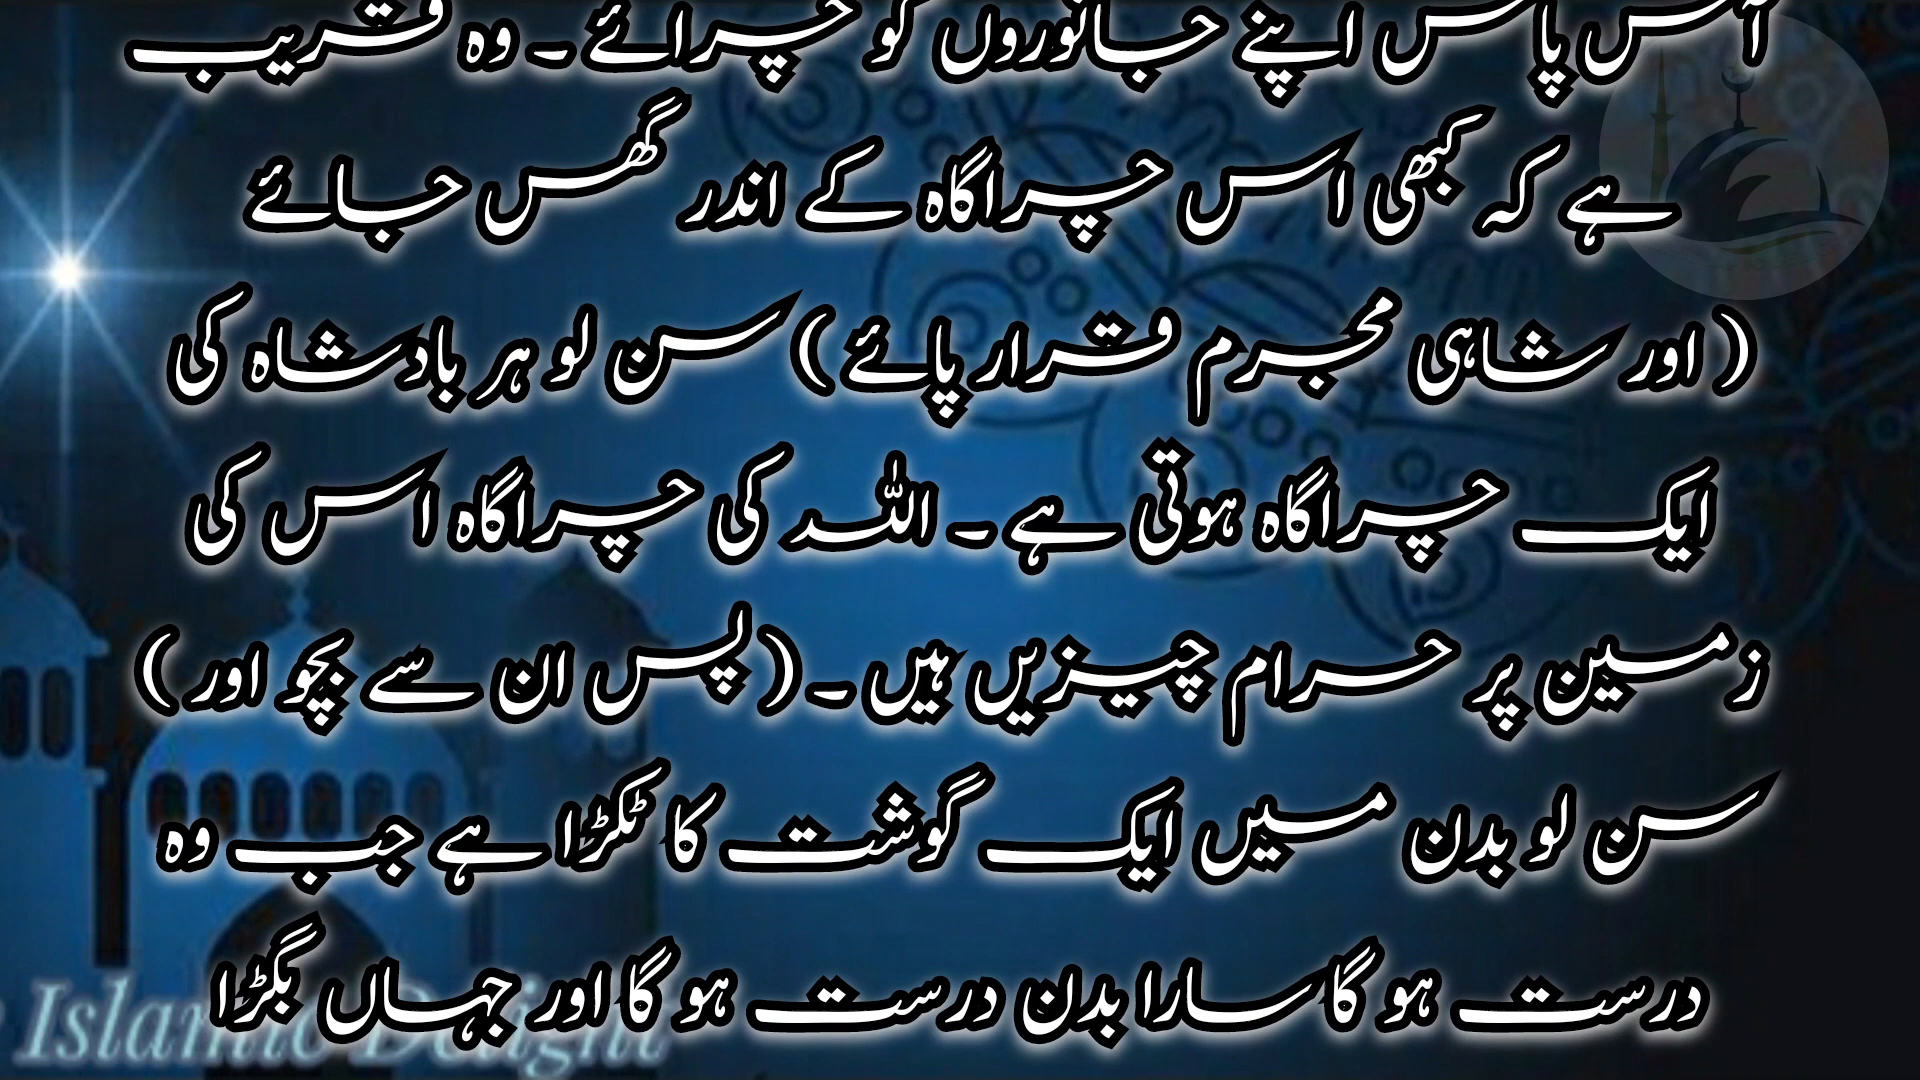 آس پاس اپنے جانوروں کو چرائے ۔ وہ قریب
ہے کہ کبھی اس چراگاہ کے اندر گھس جائے
( اور شاہی مجرم قرار پائے ) سن لو ہر بادشاہ کی
ایک چراگاہ ہوتی ہے ۔ اللہ کی چراگاہ اس کی
زمین پر حرام چیزیں ہیں ۔ ( پس ان سے بچو اور )
سن لو بدن میں ایک گوشت کا ٹکڑا ہے جب وہ
درست ہو گا سارا بدن درست ہو گا اور جہاں بگڑا
Islamic Delight